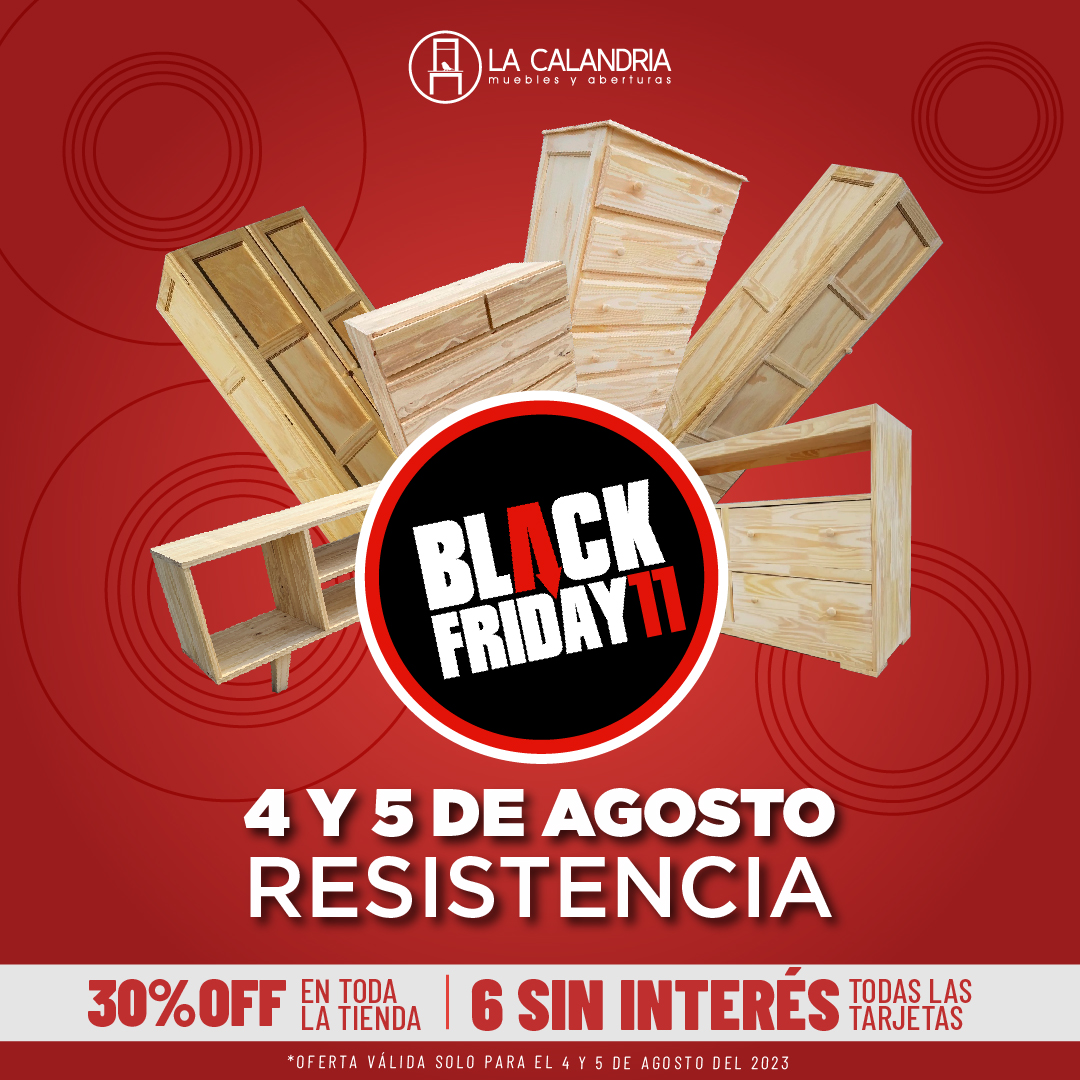 LA CALANDRIA
muebles y aberturas
BLACK
FRIDAY11
4 Y 5 DE AGOSTO
RESISTENCIA
30%OFF EN TODA LA TIENDA | 6 SIN INTERÉS TODAS LAS TARJETAS
*OFERTA VÁLIDA SOLO PARA EL 4 Y 5 DE AGOSTO DEL 2023